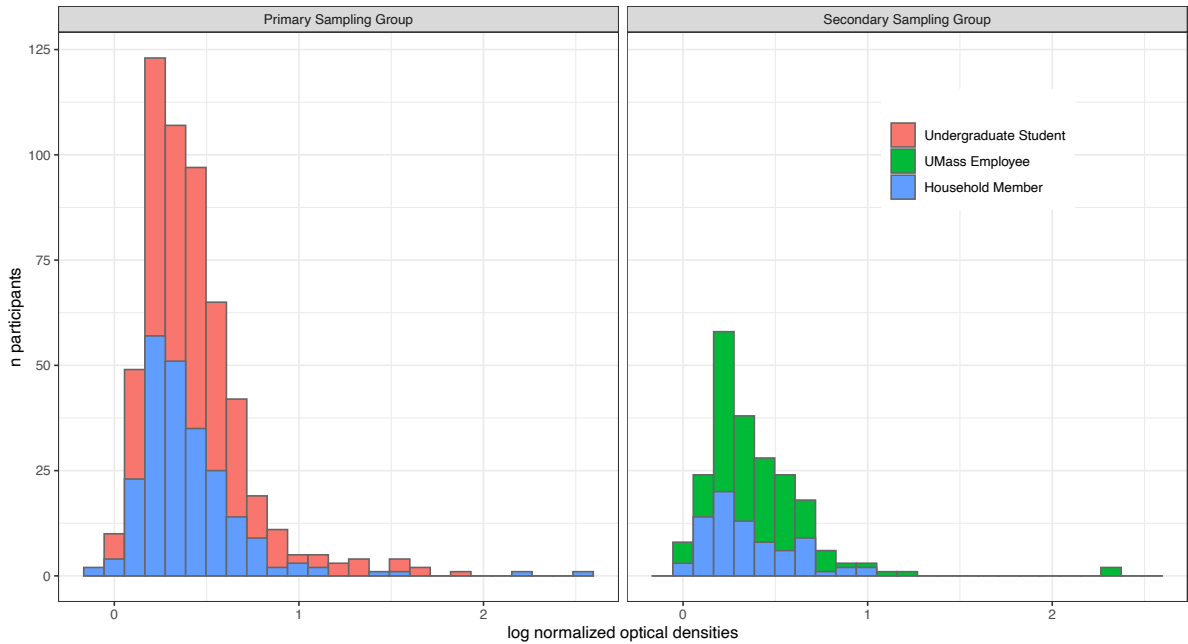 Primary Sampling Group
Secondary Sampling Group
125
100
75
50
25
0
n participants
Undergraduate Student
UMass Employee
Household Member
0 1 2
0 1 2
log normalized optical densities